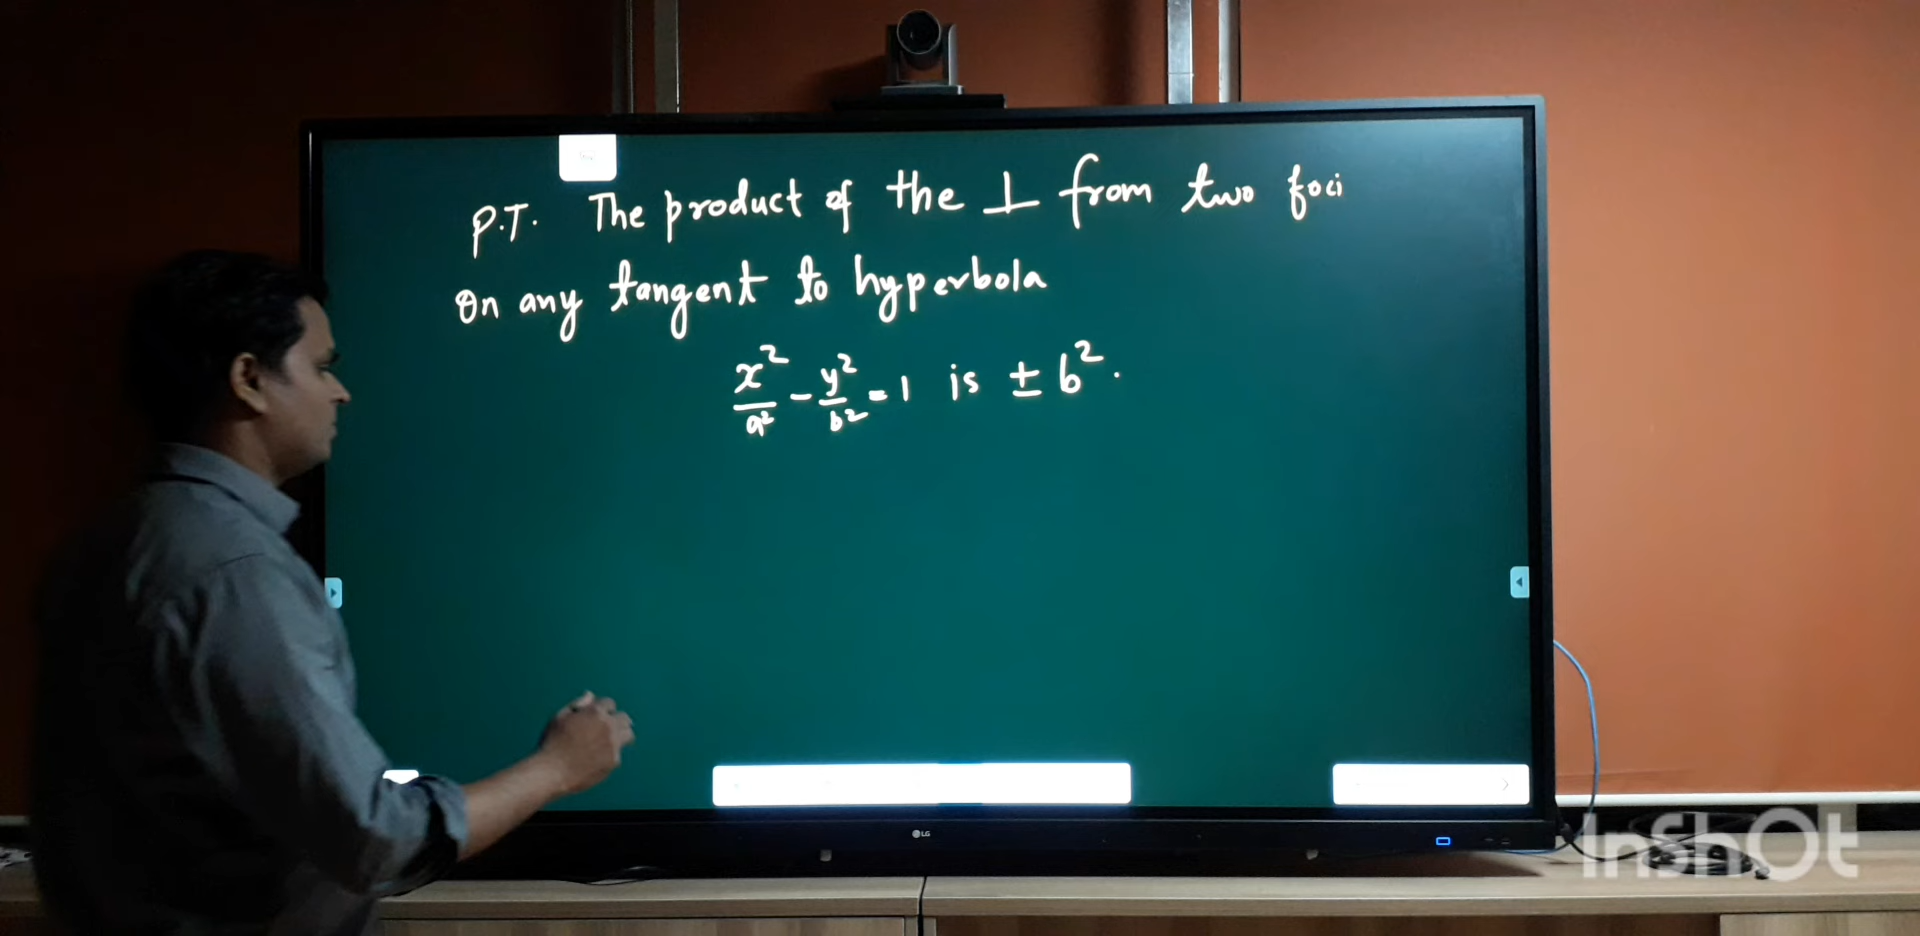 P.T. The product of the ⊥ from two foci
on any tangent to hyperbola
x²/a² - y²/b² = 1 is ± b².
LG
InShOt